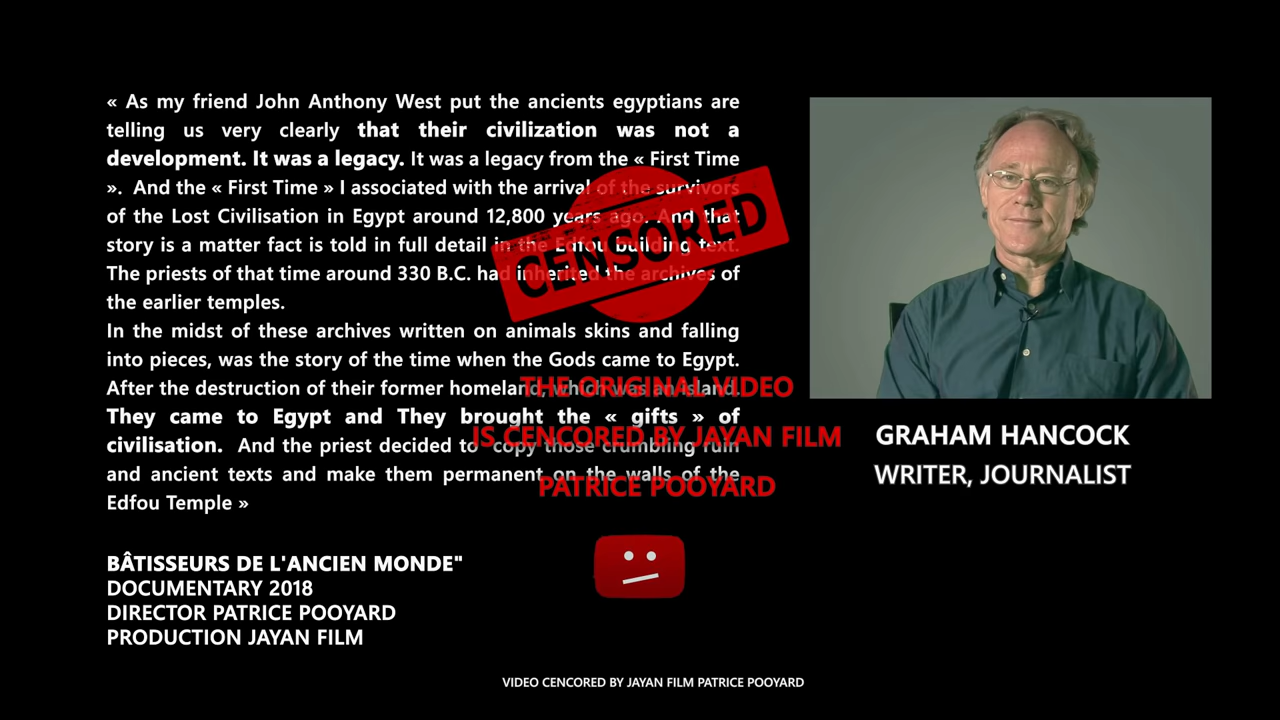 « As my friend John Anthony West put the ancients egyptians are
telling us very clearly that their civilization was not a
development. It was a legacy. It was a legacy from the « First Time
». And the « First Time » I associated with the arrival of the survivors
of the Lost Civilisation in Egypt around 12,800 years ago. And that
story is a matter fact is told in full detail in the Edfou building text.
The priests of that time around 330 B.C. had inherited the archives of
the earlier temples.
In the midst of these archives written on animals skins and falling
into pieces, was the story of the time when the Gods came to Egypt.
After the destruction of their former homeland, which was an island.
They came to Egypt and They brought the « gifts » of
civilisation. And the priest decided to copy those crumbling ruin
and ancient texts and make them permanent on the walls of the
Edfou Temple »
BÂTISSEURS DE L'ANCIEN MONDE"
DOCUMENTARY 2018
DIRECTOR PATRICE POOYARD
PRODUCTION JAYAN FILM
CENSORED
THE ORIGINAL VIDEO
IS CENCORED BY JAYAN FILM
PATRICE POOYARD
GRAHAM HANCOCK
WRITER, JOURNALIST
VIDEO CENCORED BY JAYAN FILM PATRICE POOYARD